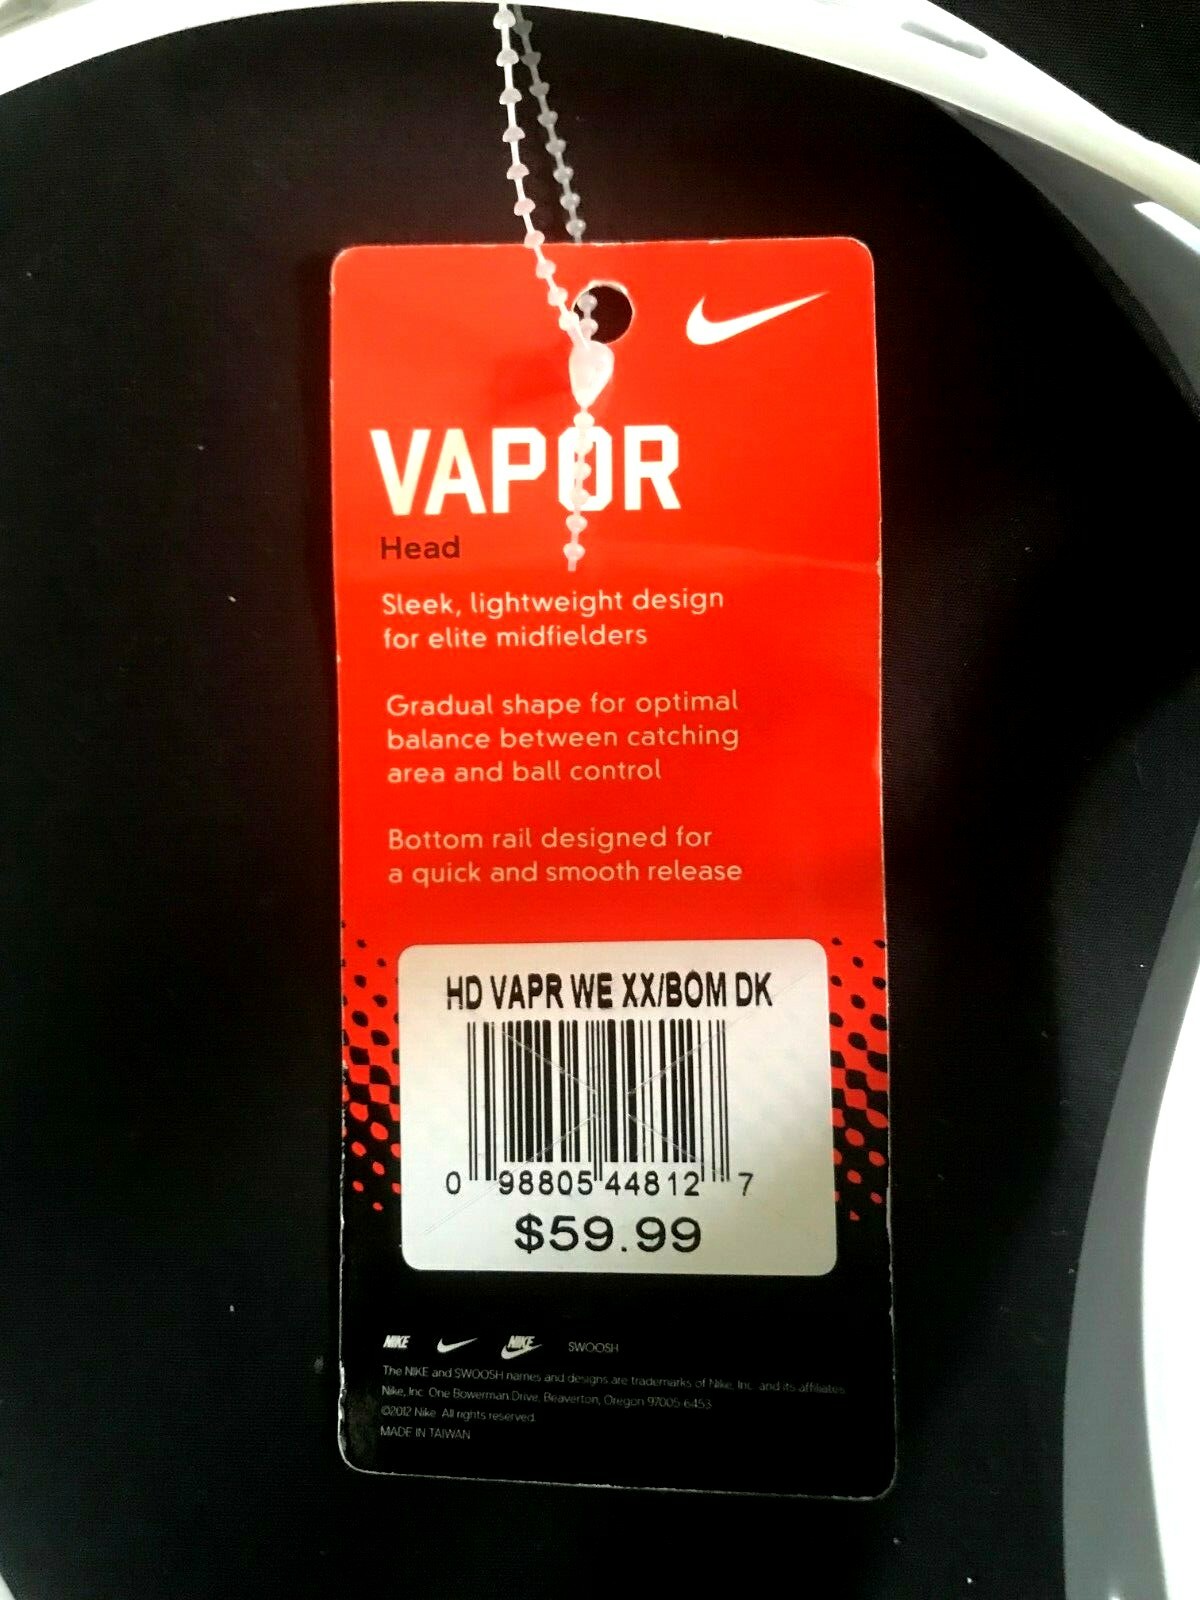 VAPOR
Head
Sleek, lightweight design
for elite midfielders
Gradual shape for optimal
balance between catching
area and ball control
Bottom rail designed for
a quick and smooth release
HD VAPR WE XX/BOM DK
0 98805 44812 7
$59.99
NIKE NIKE SWOOSH
The NIKE and SWOOSH names and designs are trademarks of Nike, Inc. and its affiliates.
Nike, Inc. One Bowerman Drive, Beaverton, Oregon 97005-6453
©2012 Nike. All rights reserved.
MADE IN TAIWAN